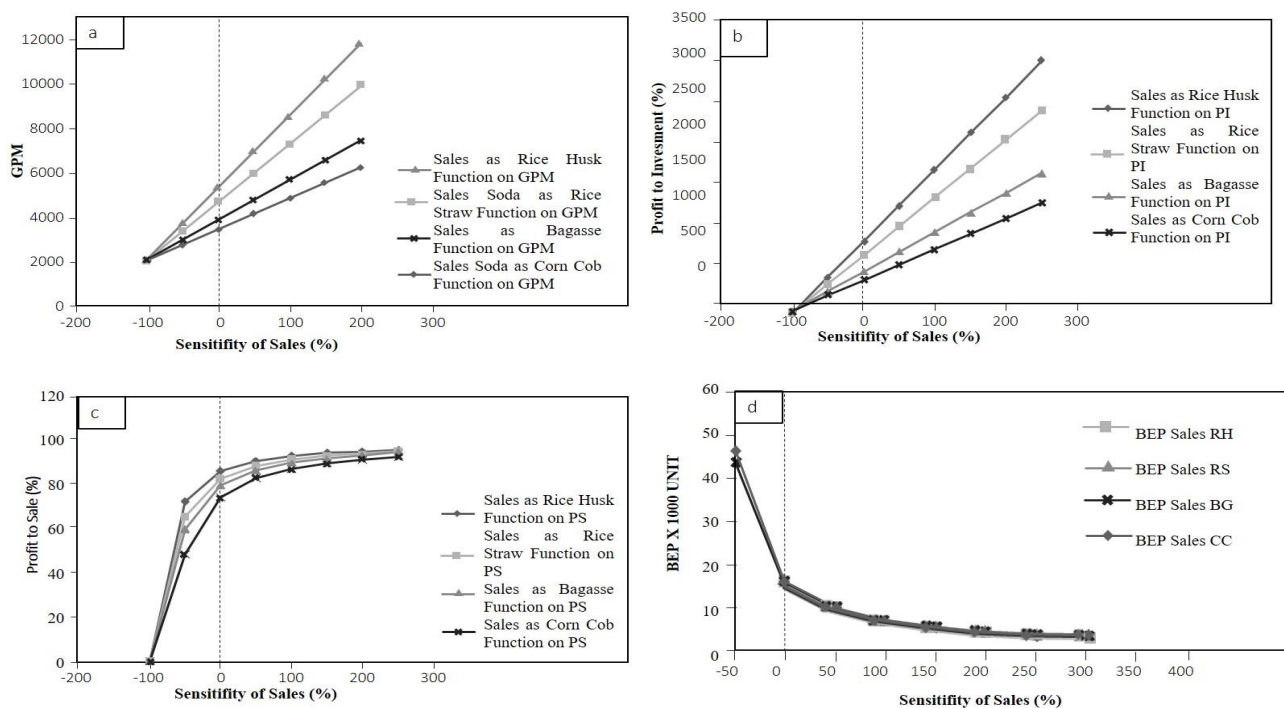 a
12000
10000
8000
6000
4000
2000
0
GPM
-200
-100
0
100
200
300
Sensitifity of Sales (%)
Sales as Rice Husk
Function on GPM
Sales Soda as Rice
Straw Function on GPM
Sales as Bagasse
Function on GPM
Sales Soda as Corn Cob
Function on GPM
b
3500
3000
2500
2000
1500
1000
500
0
Profit to Invesment (%)
-200
-100
0
100
200
300
Sensitifity of Sales (%)
Sales as Rice Husk
Function on PI
Sales as Rice
Straw Function on
PI
Sales as Bagasse
Function on PI
Sales as Corn Cob
Function on PI
c
120
100
80
60
40
20
0
Profit to Sale (%)
-200
-100
0
100
200
300
Sensitifity of Sales (%)
Sales as Rice Husk
Function on PS
Sales as Rice
Straw Function on
PS
Sales as Bagasse
Function on PS
Sales as Corn Cob
Function on PS
d
60
50
40
30
20
10
0
BEP X 1000 UNIT
-50
0
50
100
150
200
250
300
350
400
Sensitifity of Sales (%)
BEP Sales RH
BEP Sales RS
BEP Sales BG
BEP Sales CC